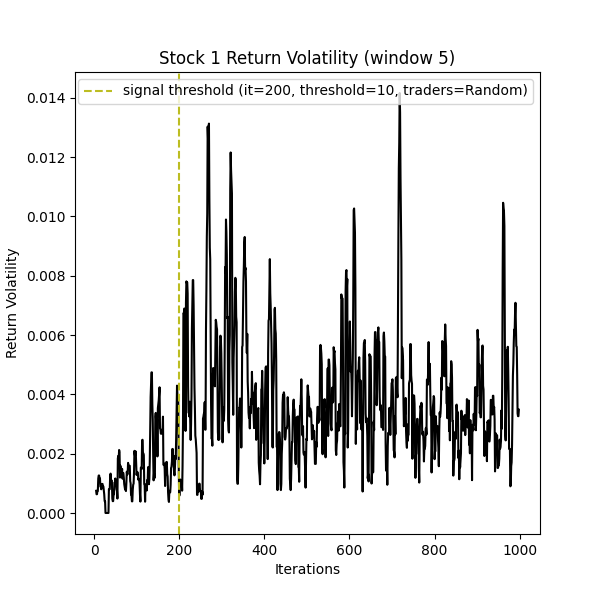 Stock 1 Return Volatility (window 5)
signal threshold (it=200, threshold=10, traders=Random)
0.014
0.012
0.010
0.008
0.006
0.004
0.002
0.000
Return Volatility
0 200 400 600 800 1000
Iterations